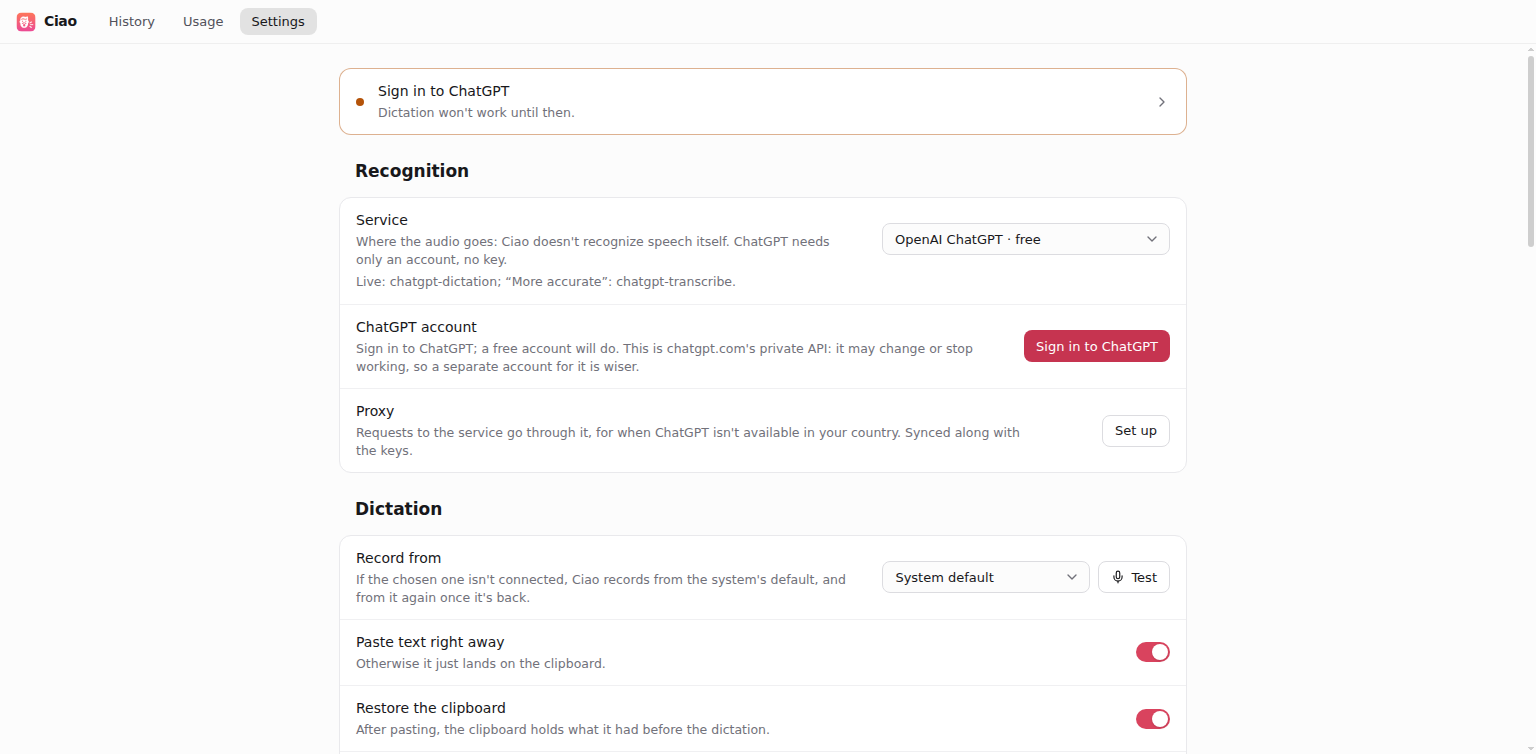 Ciao
History
Usage
Settings
Sign in to ChatGPT
Dictation won't work until then.
Recognition
Service
Where the audio goes: Ciao doesn't recognize speech itself. ChatGPT needs
only an account, no key.
Live: chatgpt-dictation; “More accurate”: chatgpt-transcribe.
OpenAI ChatGPT · free
ChatGPT account
Sign in to ChatGPT; a free account will do. This is chatgpt.com's private API: it may change or stop
working, so a separate account for it is wiser.
Sign in to ChatGPT
Proxy
Requests to the service go through it, for when ChatGPT isn't available in your country. Synced along with
the keys.
Set up
Dictation
Record from
If the chosen one isn't connected, Ciao records from the system's default, and
from it again once it's back.
System default
Test
Paste text right away
Otherwise it just lands on the clipboard.
Restore the clipboard
After pasting, the clipboard holds what it had before the dictation.